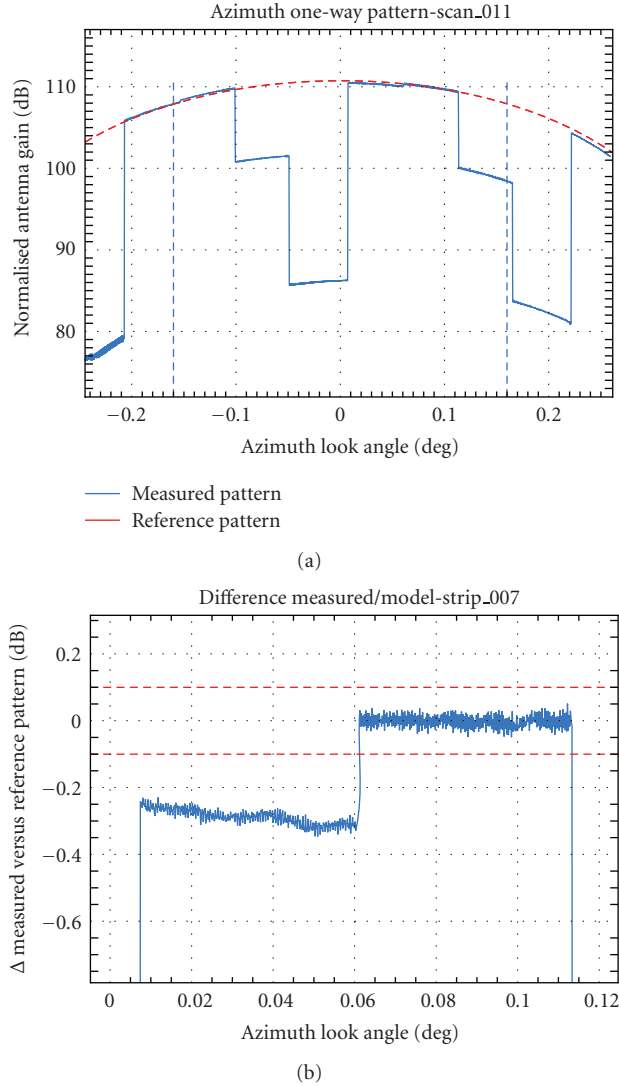 Azimuth one-way pattern-scan_011
Normalised antenna gain (dB)
110
100
90
80
−0.2 −0.1 0 0.1 0.2
Azimuth look angle (deg)
Measured pattern
Reference pattern
(a)
Difference measured/model-strip_007
Δ measured versus reference pattern (dB)
0.2
0
−0.2
−0.4
−0.6
0 0.02 0.04 0.06 0.08 0.1 0.12
Azimuth look angle (deg)
(b)